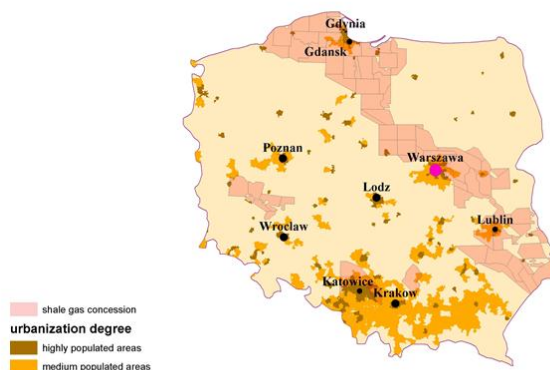 Gdynia
Gdansk
Poznan
Warszawa
Lodz
Lublin
Wroclaw
Katowice
Krakow
shale gas concession
urbanization degree
highly populated areas
medium populated areas